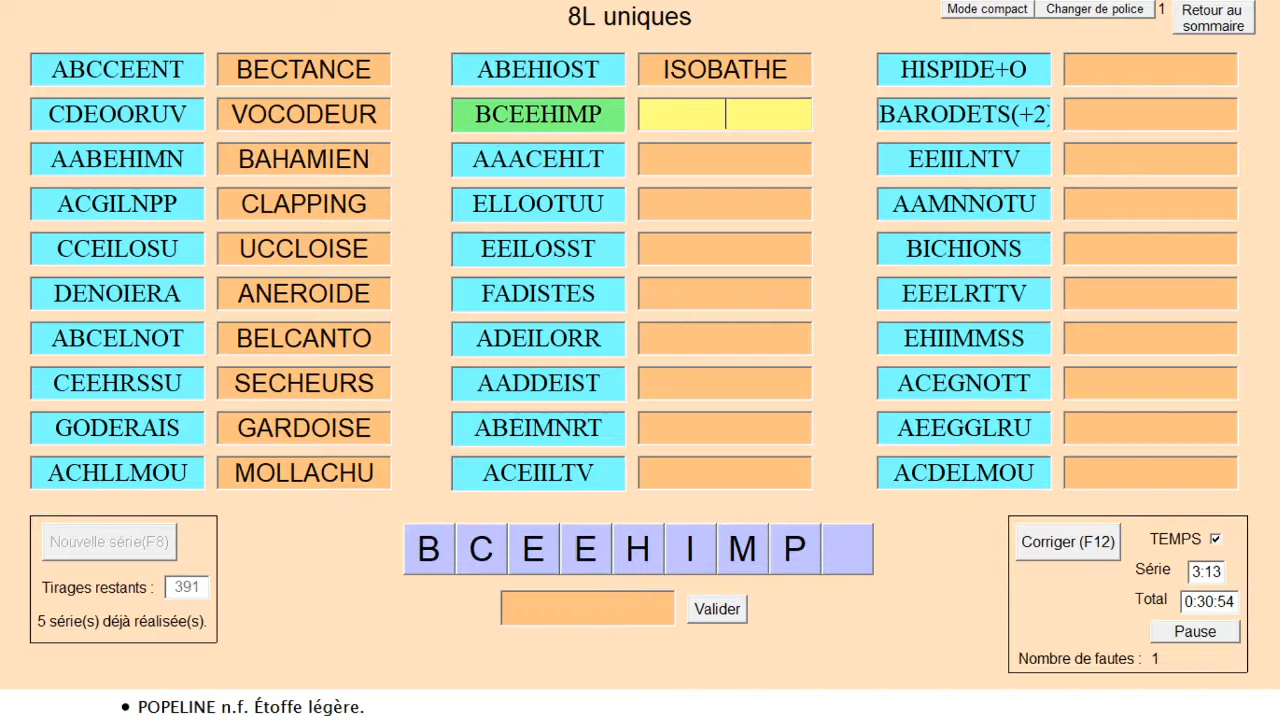 8L uniques
Mode compact Changer de police 1 Retour au sommaire
ABCCEENT BECTANCE ABEHIOST ISOBATHE HISPIDE+O
CDEOORUV VOCODEUR BCEEHIMP BARODETS(+2)
AABEHIMN BAHAMIEN AAACEHLT EEIILNTV
ACGILNPP CLAPPING ELLOOTUU AAMNNOTU
CCEILOSU UCCLOISE EEILOSST BICHIONS
DENOIERA ANEROIDE FADISTES EEELRTTV
ABCELNOT BELCANTO ADEILORR EHIIMMSS
CEEHRSSU SECHEURS AADDEIST ACEGNOTT
GODERAIS GARDOISE ABEIMNRT AEEGGLRU
ACHLLMOU MOLLACHU ACEIILTV ACDELMOU
Nouvelle série(F8)
Tirages restants : 391
5 série(s) déjà réalisée(s).
B C E E H I M P
Valider
Corriger (F12) TEMPS
Série 3:13
Total 0:30:54
Pause
Nombre de fautes : 1
• POPELINE n.f. Étoffe légère.